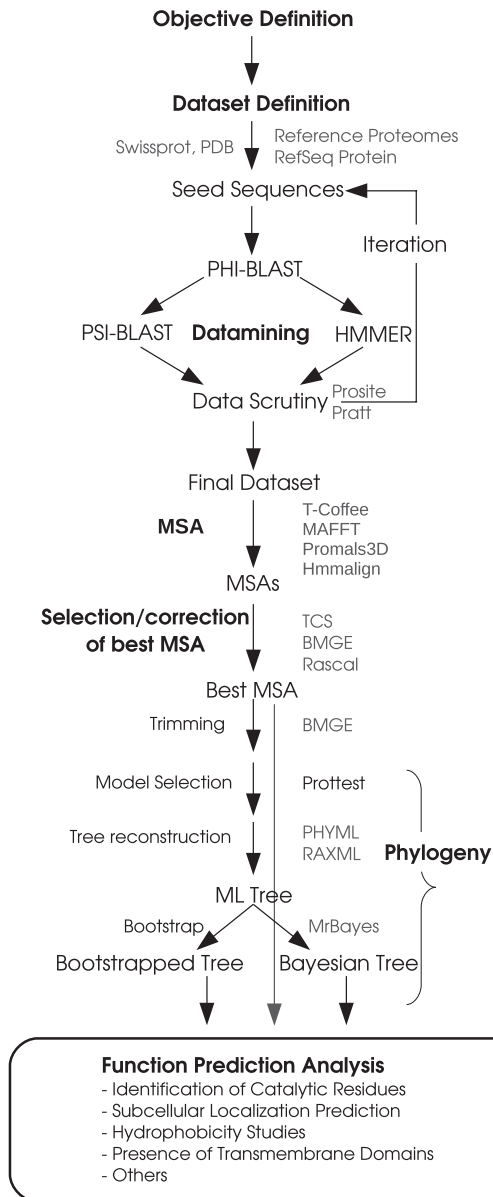 Objective Definition
Dataset Definition
Swissprot, PDB
Reference Proteomes
RefSeq Protein
Seed Sequences
Iteration
PHI-BLAST
PSI-BLAST
Datamining
HMMER
Data Scrutiny
Prosite
Pratt
Final Dataset
MSA
T-Coffee
MAFFT
Promals3D
Hmmalign
MSAs
Selection/correction
of best MSA
TCS
BMGE
Rascal
Best MSA
Trimming
BMGE
Model Selection
Prottest
Tree reconstruction
PHYML
RAXML
Phylogeny
ML Tree
Bootstrap
MrBayes
Bootstrapped Tree
Bayesian Tree
Function Prediction Analysis
- Identification of Catalytic Residues
- Subcellular Localization Prediction
- Hydrophobicity Studies
- Presence of Transmembrane Domains
- Others